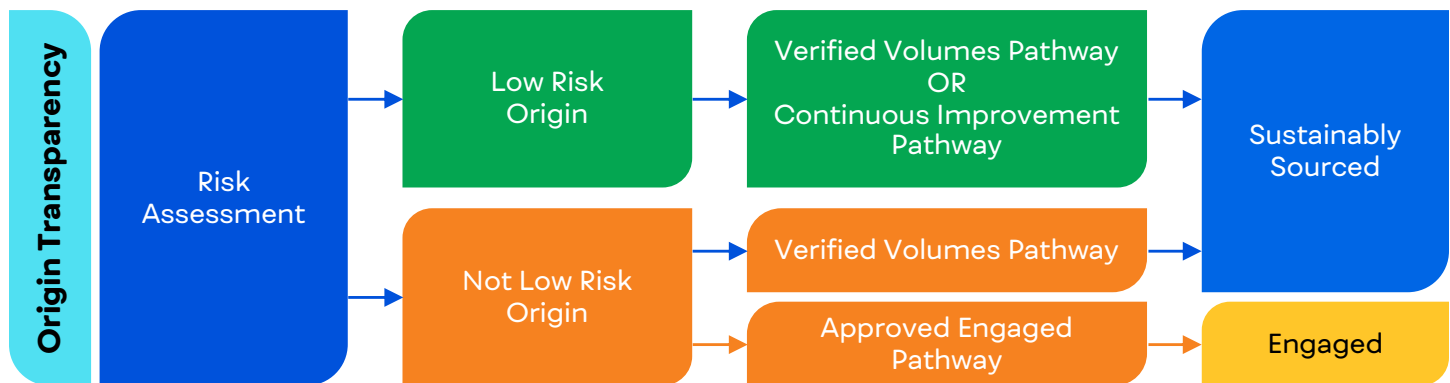 Origin Transparency
Risk
Assessment
Low Risk
Origin
Verified Volumes Pathway
OR
Continuous Improvement
Pathway
Sustainably
Sourced
Not Low Risk
Origin
Verified Volumes Pathway
Approved Engaged
Pathway
Engaged